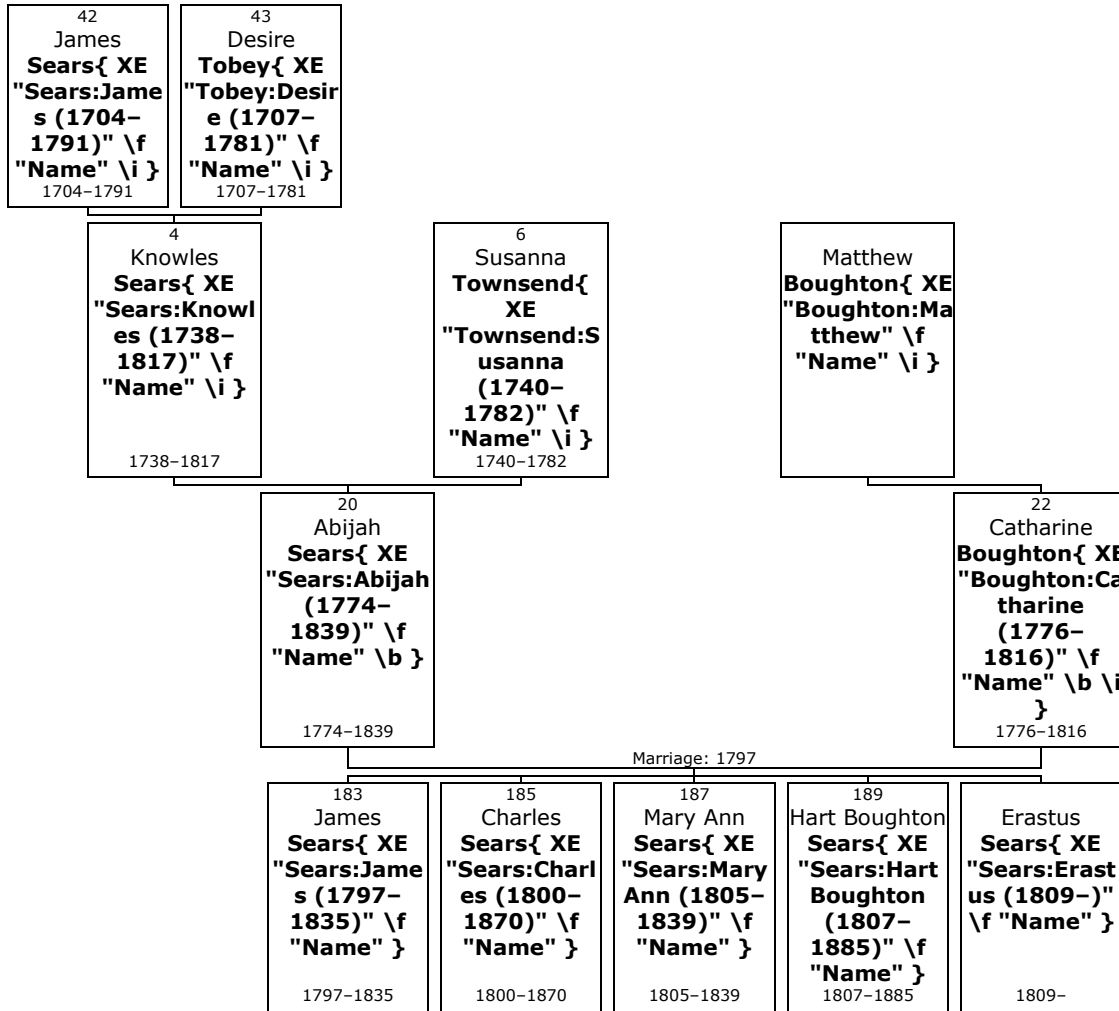 42
James
Sears{ XE
"Sears:Jame
s (1704–
1791)" \f
"Name" \i }
1704–1791
43
Desire
Tobey{ XE
"Tobey:Desir
e (1707–
1781)" \f
"Name" \i }
1707–1781
4
Knowles
Sears{ XE
"Sears:Knowl
es (1738–
1817)" \f
"Name" \i }
1738–1817
6
Susanna
Townsend{
XE
"Townsend:S
usanna
(1740–
1782)" \f
"Name" \i }
1740–1782
Matthew
Boughton{ XE
"Boughton:Ma
tthew" \f
"Name" \i }
20
Abijah
Sears{ XE
"Sears:Abijah
(1774–
1839)" \f
"Name" \b }
1774–1839
22
Catharine
Boughton{ XE
"Boughton:Ca
tharine
(1776–
1816)" \f
"Name" \b \i
}
1776–1816
Marriage: 1797
183
James
Sears{ XE
"Sears:Jame
s (1797–
1835)" \f
"Name" }
1797–1835
185
Charles
Sears{ XE
"Sears:Charl
es (1800–
1870)" \f
"Name" }
1800–1870
187
Mary Ann
Sears{ XE
"Sears:Mary
Ann (1805–
1839)" \f
"Name" }
1805–1839
189
Hart Boughton
Sears{ XE
"Sears:Hart
Boughton
(1807–
1885)" \f
"Name" }
1807–1885
Erastus
Sears{ XE
"Sears:Erast
us (1809–)"
\f "Name" }
1809–